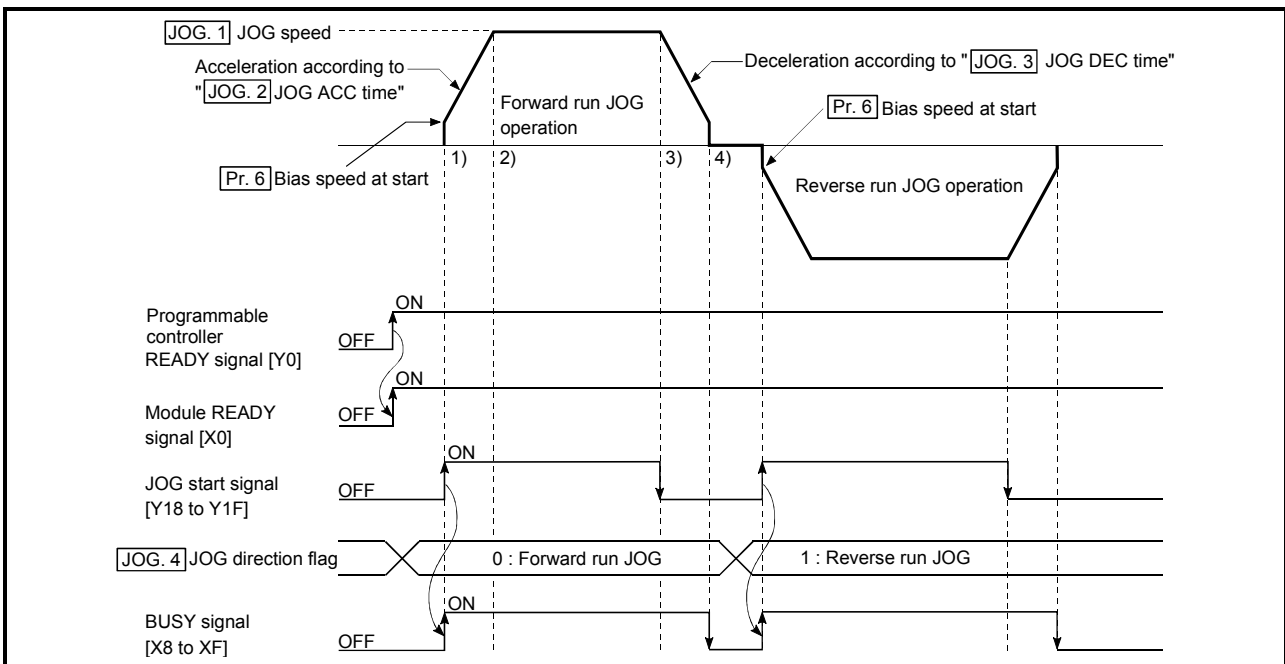 JOG. 1 JOG speed
Acceleration according to
"JOG. 2 JOG ACC time"
Deceleration according to "JOG. 3 JOG DEC time"
Forward run JOG
operation
Pr. 6 Bias speed at start
1) 2) 3) 4)
Pr. 6 Bias speed at start
Reverse run JOG operation
Programmable
controller
READY signal [Y0]
OFF
ON
Module READY
signal [X0]
OFF
ON
JOG start signal
[Y18 to Y1F]
OFF
ON
JOG. 4 JOG direction flag
0 : Forward run JOG
1 : Reverse run JOG
BUSY signal
[X8 to XF]
OFF
ON